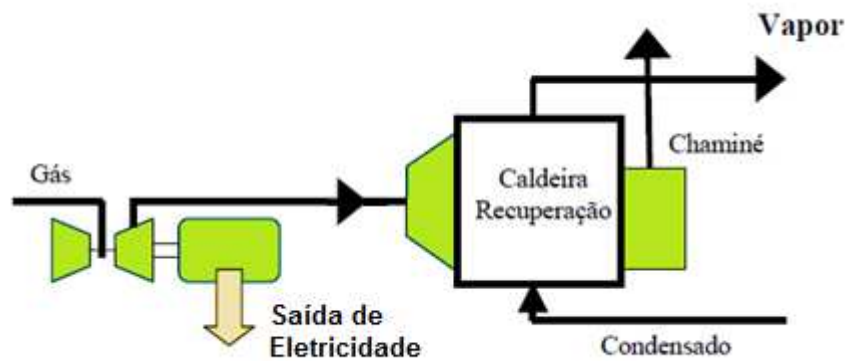 Vapor
Chaminé
Gás
Caldeira
Recuperação
Saída de
Eletricidade
Condensado